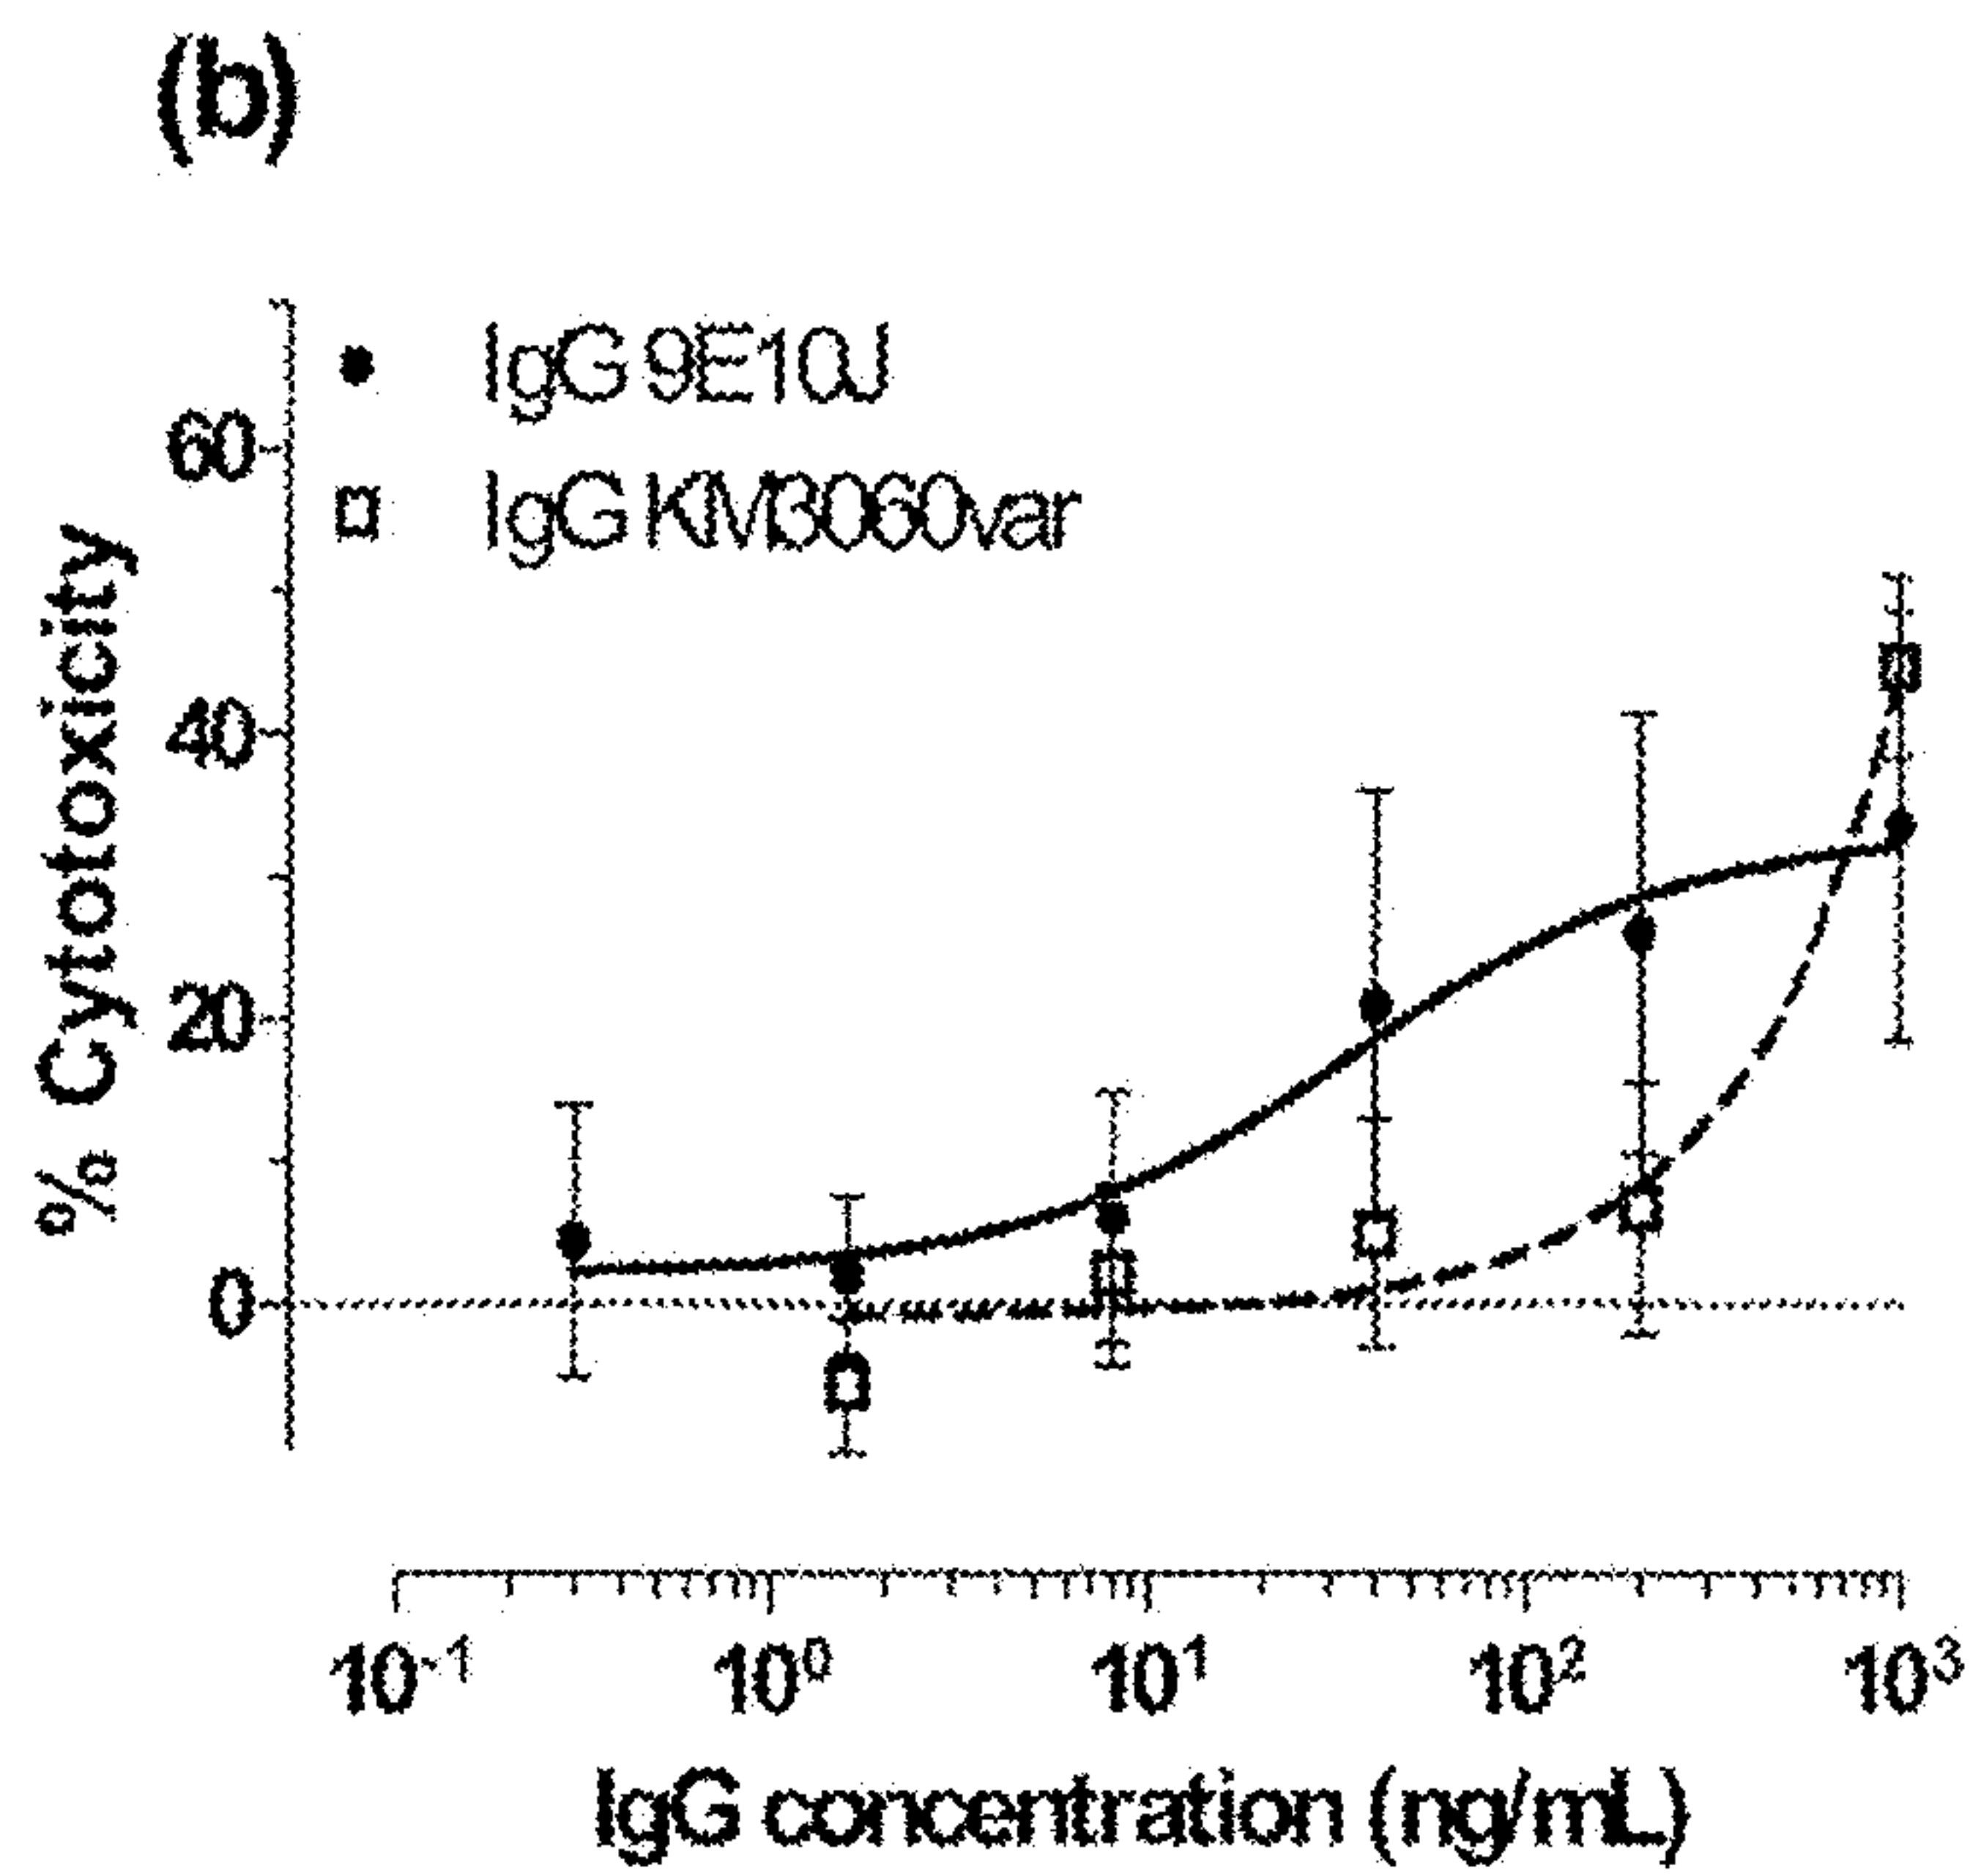 (b)
IgG 9E10J
IgG KM3060var
% Cytotoxicity
60
40
20
0
10⁻¹ 10⁰ 10¹ 10² 10³
IgG concentration (ng/mL)